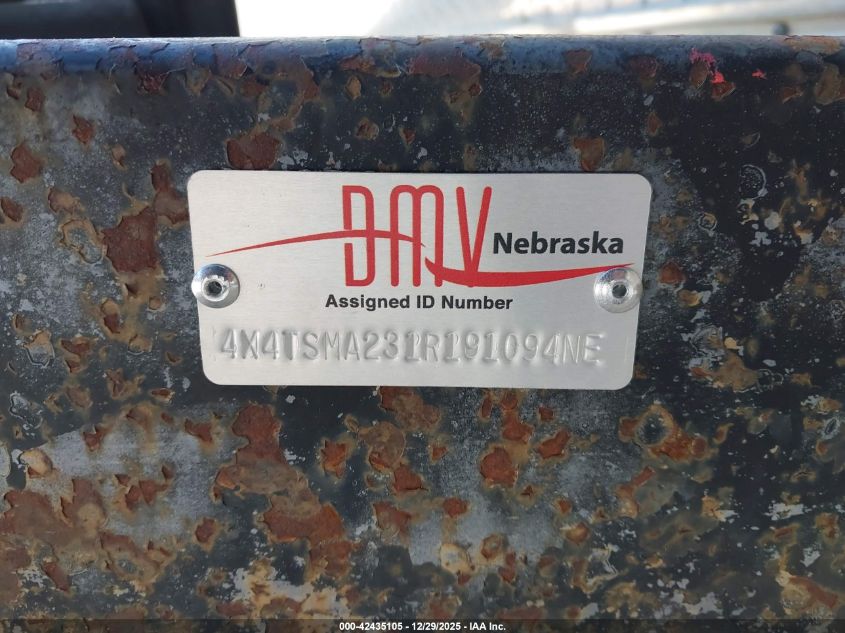 DMV Nebraska
Assigned ID Number
4X4TSMA231R191094NE
000-42435105 - 12/29/2025 - IAA Inc.